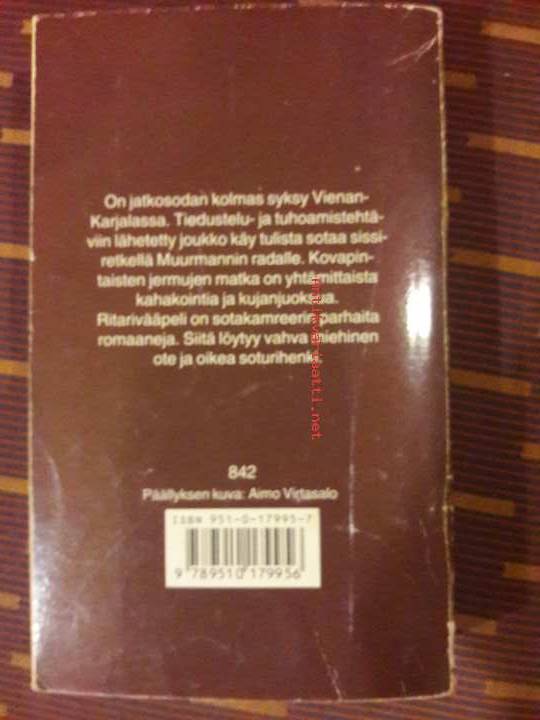 On jatkosodan kolmas syksy Vienan-
Karjalassa. Tiedustelu- ja tuhoamistehtä-
viin lähetetty joukko käy tulista sotaa sissi-
retkellä Muurmannin radalle. Kovapin-
taisten jermujen matka on yhtämittaista
kahakointia ja kujanjuoksua.
Ritarivääpeli on sotakamreerin parhaita
romaaneja. Siitä löytyy vahva miehinen
ote ja oikea soturihenki.
842
Päällyksen kuva: Aimo Virtasalo
ISBN 951-0-17995-7
9 789510 179956